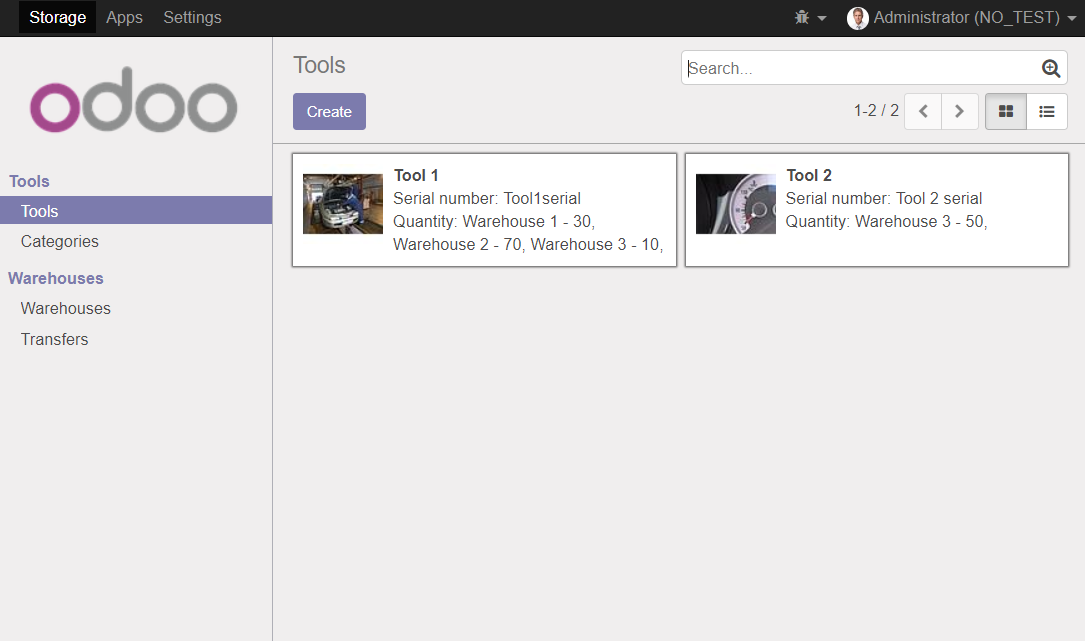 Storage Apps Settings Administrator (NO_TEST)
odoo
Tools
Tools
Categories
Warehouses
Warehouses
Transfers
Tools
Search...
Create
1-2 / 2
Tool 1
Serial number: Tool1serial
Quantity: Warehouse 1 - 30,
Warehouse 2 - 70, Warehouse 3 - 10,
Tool 2
Serial number: Tool 2 serial
Quantity: Warehouse 3 - 50,